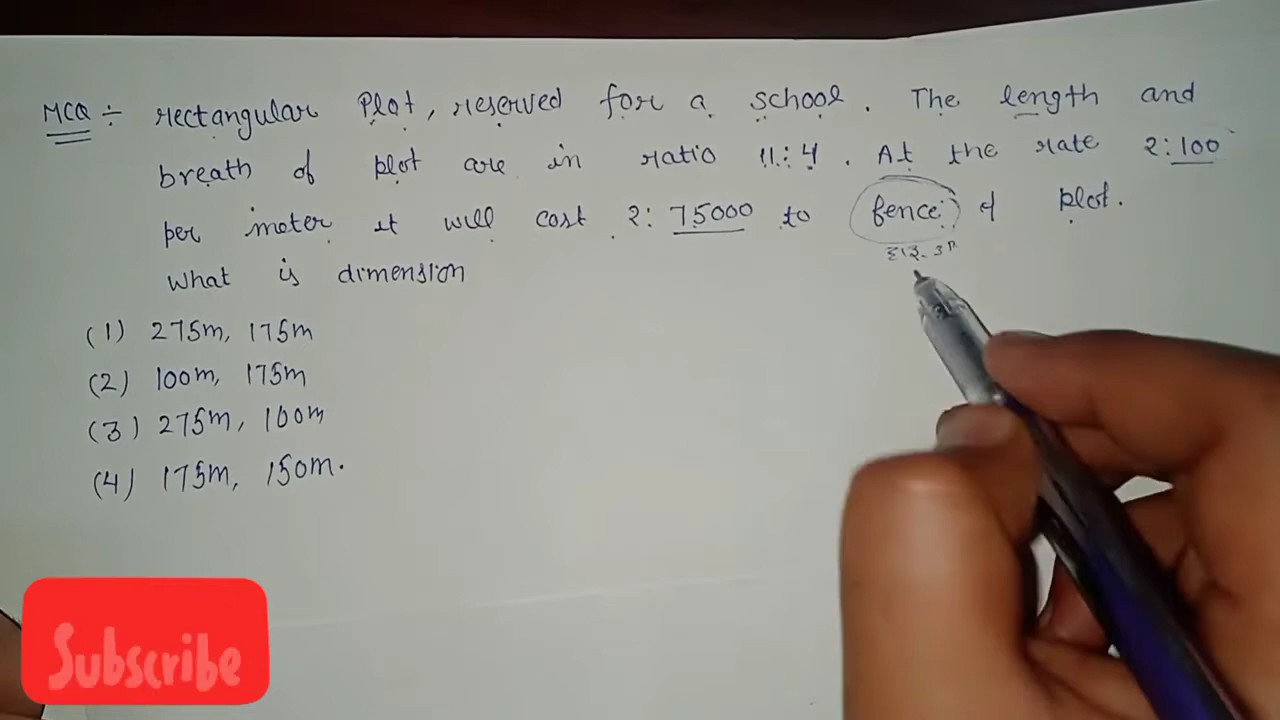 MCQ ÷ rectangular Plot, reserved for a school. The length and
breath of plot are in ratio 11:4. At the rate २:100
per meter it will cost २: 75000 to fence of plot.
What is dimension
(1) 275m, 175m
(2) 100m, 175m
(3) 275m, 100m
(4) 175m, 150m.
Subscribe